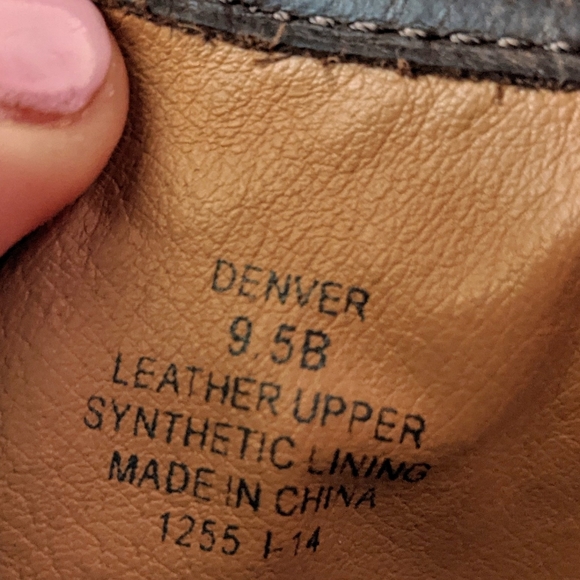 DENVER
9.5B
LEATHER UPPER
SYNTHETIC LINING
MADE IN CHINA
1255 I-14